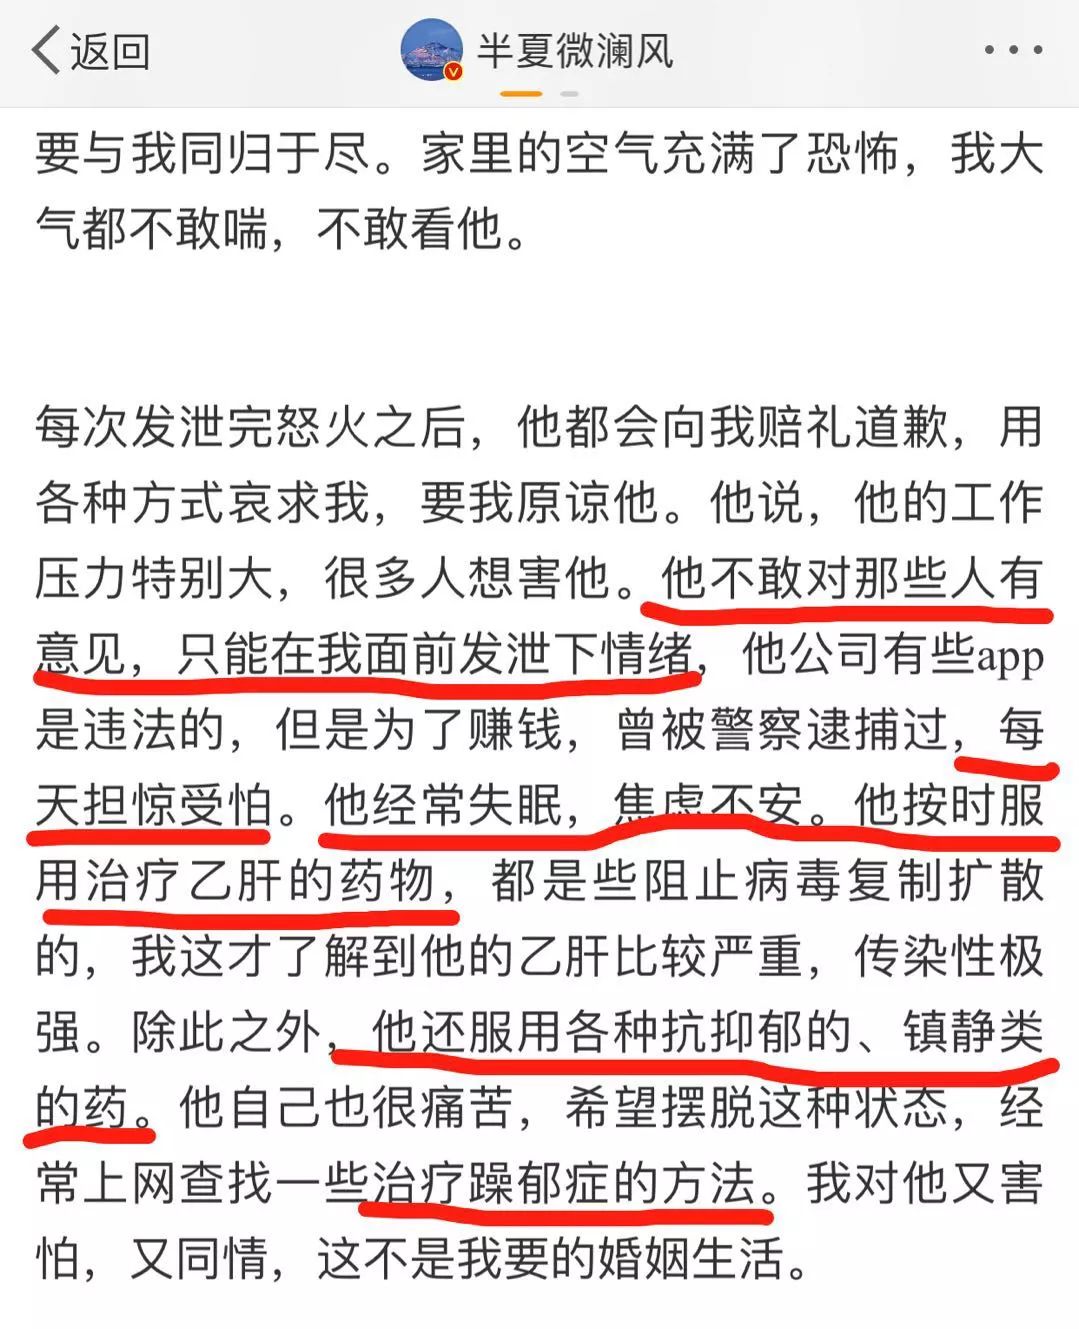 返回
半夏微澜风
要与我同归于尽。家里的空气充满了恐怖，我大
气都不敢喘，不敢看他。
每次发泄完怒火之后，他都会向我赔礼道歉，用
各种方式哀求我，要我原谅他。他说，他的工作
压力特别大，很多人想害他。他不敢对那些人有
意见，只能在我面前发泄下情绪，他公司有些app
是违法的，但是为了赚钱，曾被警察逮捕过，每
天担惊受怕。他经常失眠，焦虑不安。他按时服
用治疗乙肝的药物，都是些阻止病毒复制扩散
的，我这才了解到他的乙肝比较严重，传染性极
强。除此之外，他还服用各种抗抑郁的、镇静类
的药。他自己也很痛苦，希望摆脱这种状态，经
常上网查找一些治疗躁郁症的方法。我对他又害
怕，又同情，这不是我要的婚姻生活。